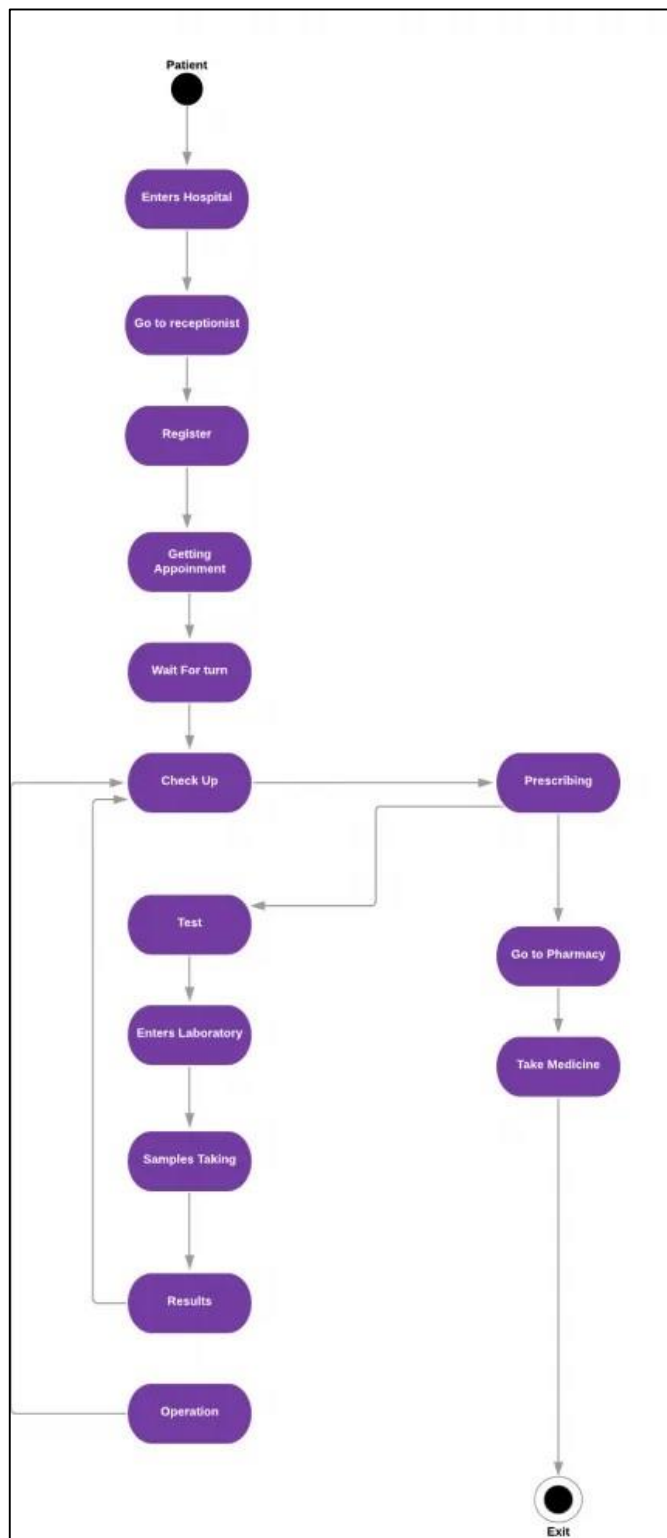 Patient
Enters Hospital
Go to receptionist
Register
Getting
Appoinment
Wait For turn
Check Up
Prescribing
Test
Go to Pharmacy
Enters Laboratory
Take Medicine
Samples Taking
Results
Operation
Exit